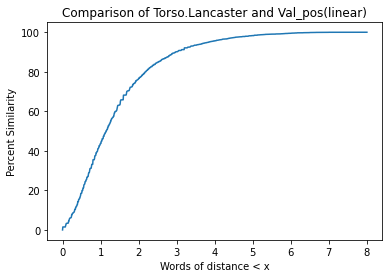 Comparison of Torso.Lancaster and Val_pos(linear)
100
80
60
40
20
0
Percent Similarity
0 1 2 3 4 5 6 7 8
Words of distance < x